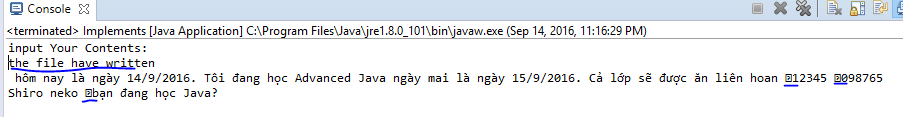 Console
<terminated> Implements [Java Application] C:\Program Files\Java\jre1.8.0_101\bin\javaw.exe (Sep 14, 2016, 11:16:29 PM)
input Your Contents:
the file have written
hôm nay là ngày 14/9/2016. Tôi đang học Advanced Java ngày mai là ngày 15/9/2016. Cả lớp sẽ được ăn liên hoan 12345 098765
Shiro neko bạn đang học Java?